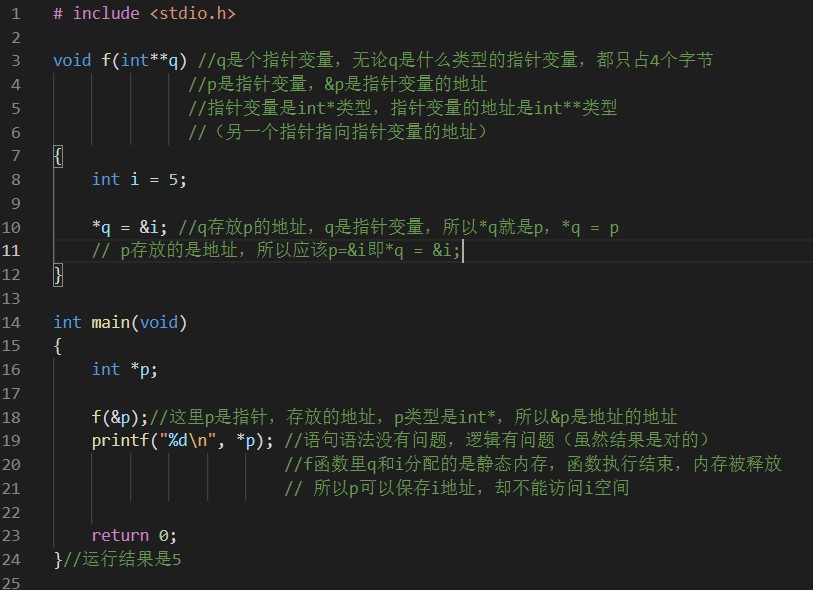 1 # include <stdio.h>
2
3 void f(int**q) //q是个指针变量，无论q是什么类型的指针变量，都只占4个字节
4 //p是指针变量，&p是指针变量的地址
5 //指针变量是int*类型，指针变量的地址是int**类型
6 //（另一个指针指向指针变量的地址）
7 {
8 int i = 5;
9
10 *q = &i; //q存放p的地址，q是指针变量，所以*q就是p，*q = p
11 // p存放的是地址，所以应该p=&i即*q = &i;
12 }
13
14 int main(void)
15 {
16 int *p;
17
18 f(&p);//这里p是指针，存放的地址，p类型是int*，所以&p是地址的地址
19 printf("%d\n", *p); //语句语法没有问题，逻辑有问题（虽然结果是对的）
20 //f函数里q和i分配的是静态内存，函数执行结束，内存被释放
21 // 所以p可以保存i地址，却不能访问i空间
22
23 return 0;
24 }//运行结果是5
25